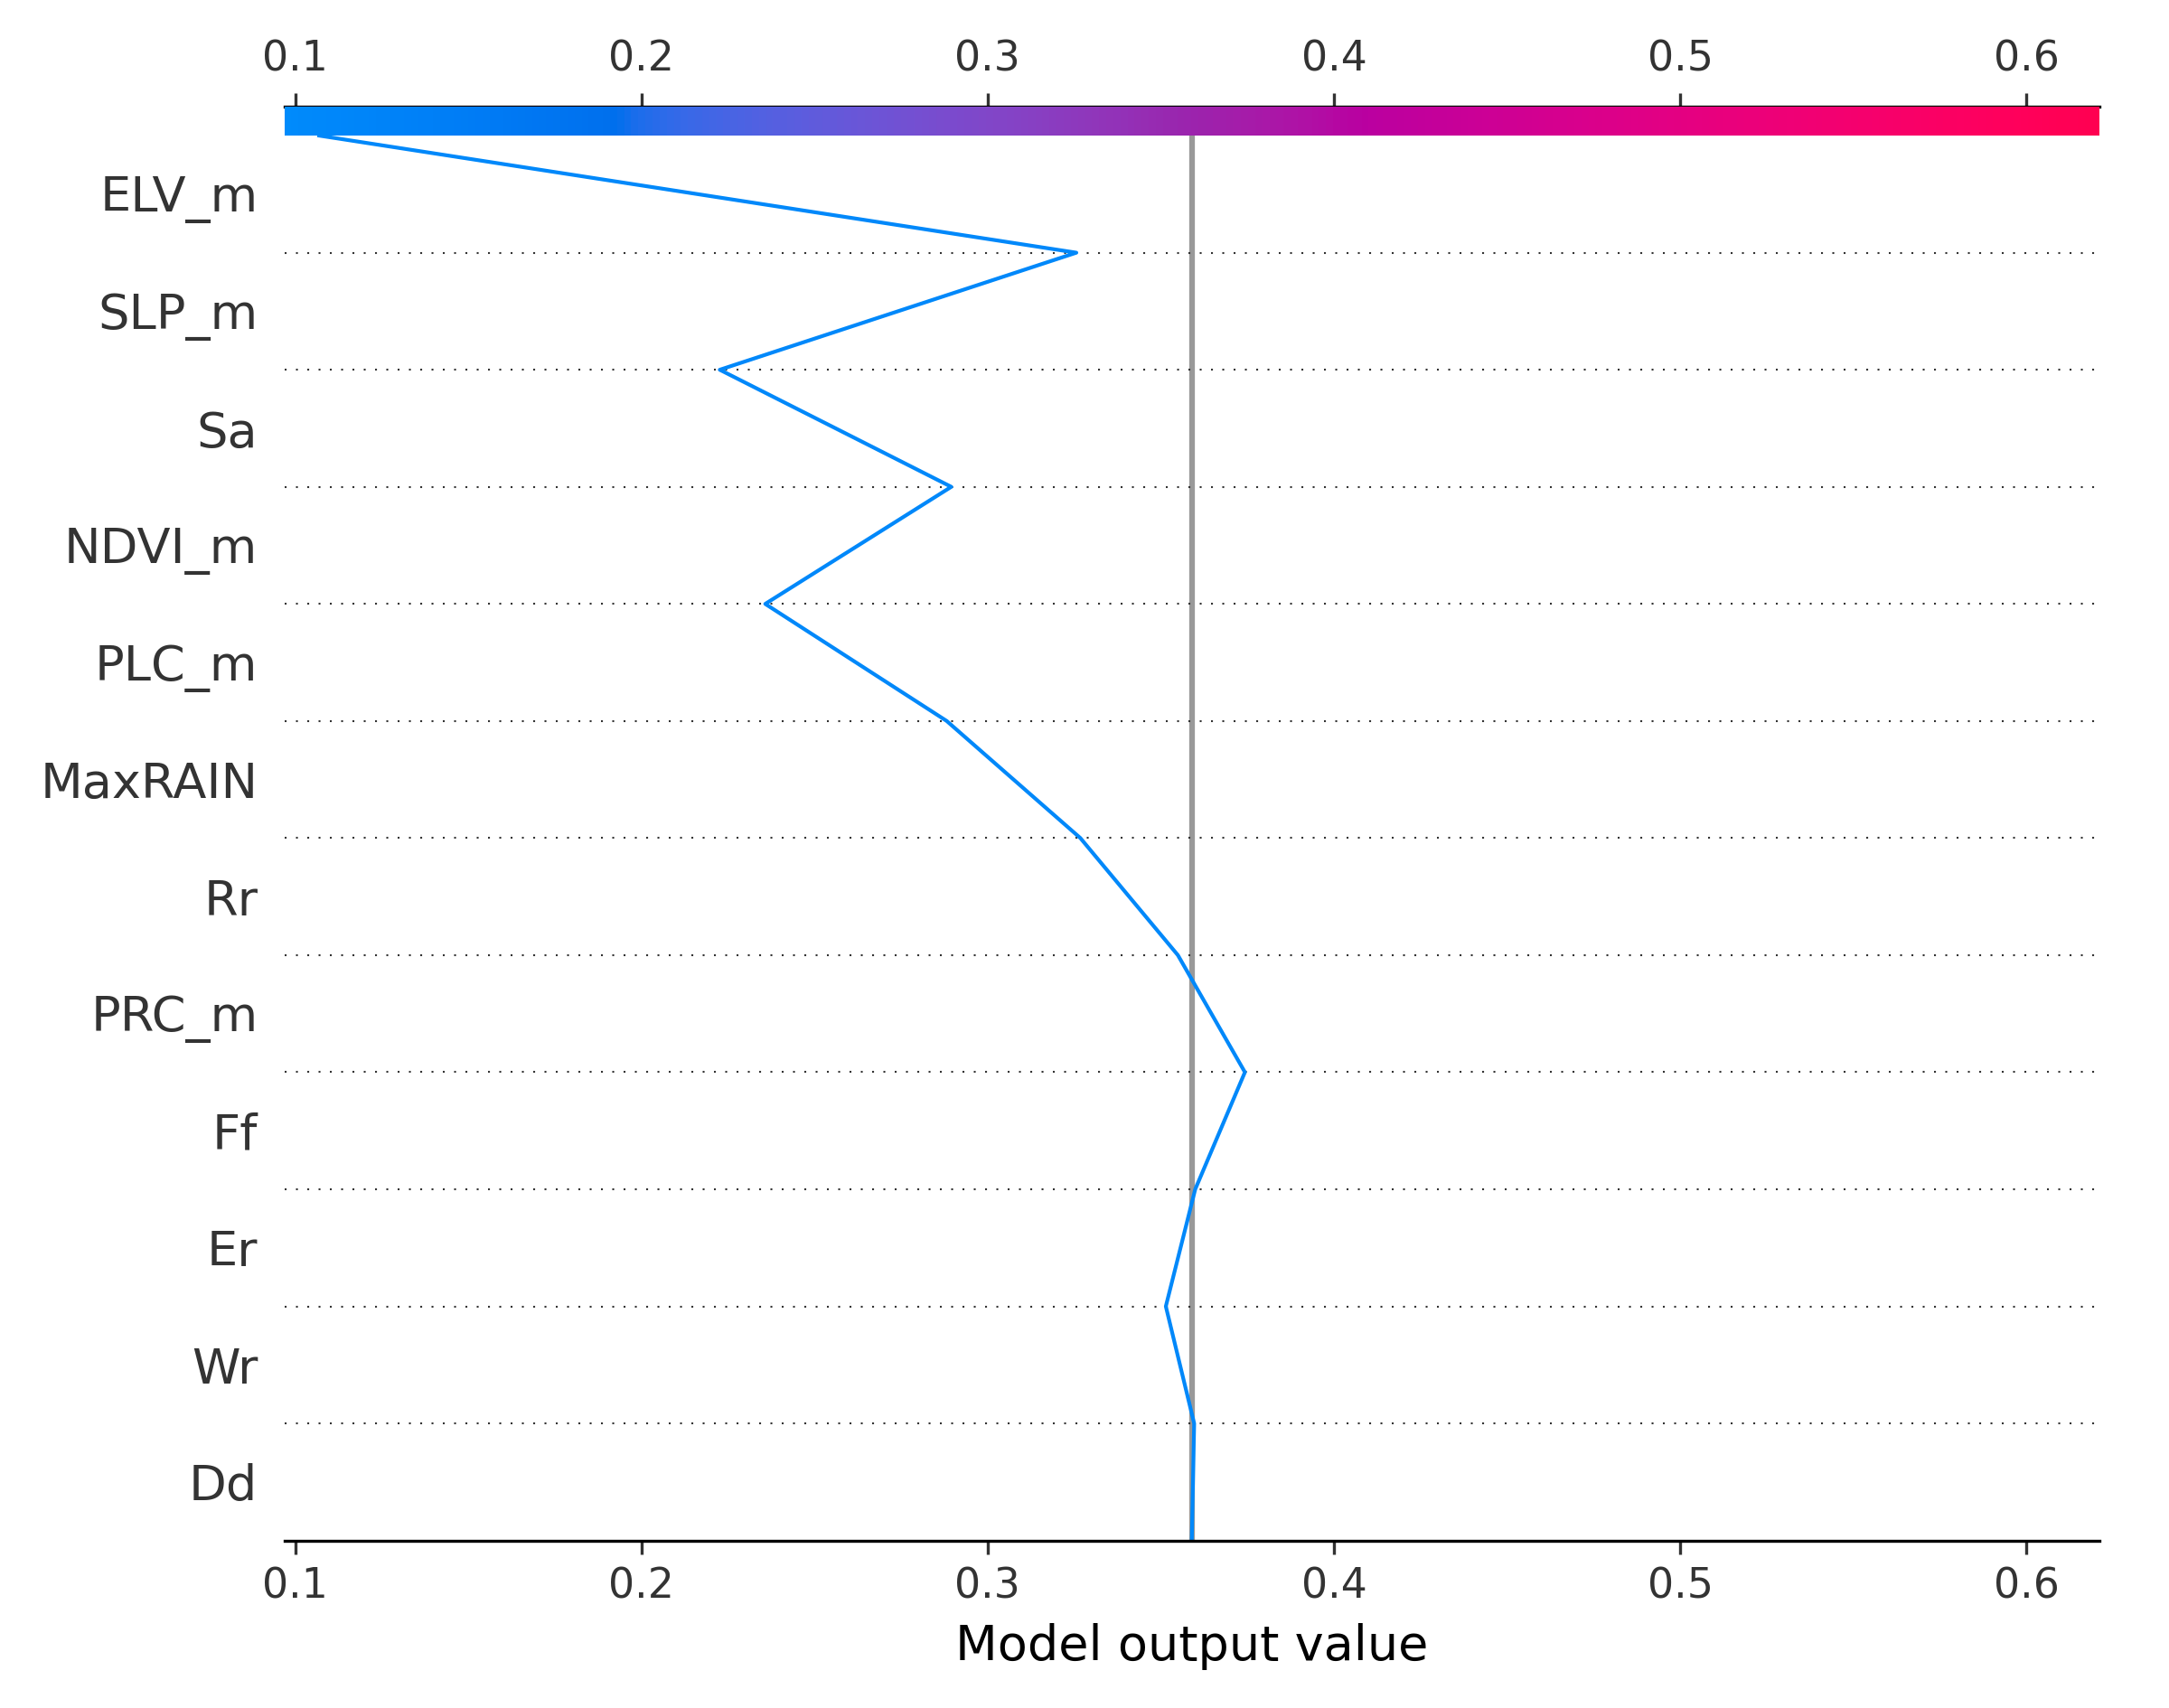 0.1 0.2 0.3 0.4 0.5 0.6
ELV_m
SLP_m
Sa
NDVI_m
PLC_m
MaxRAIN
Rr
PRC_m
Ff
Er
Wr
Dd
0.1 0.2 0.3 0.4 0.5 0.6
Model output value